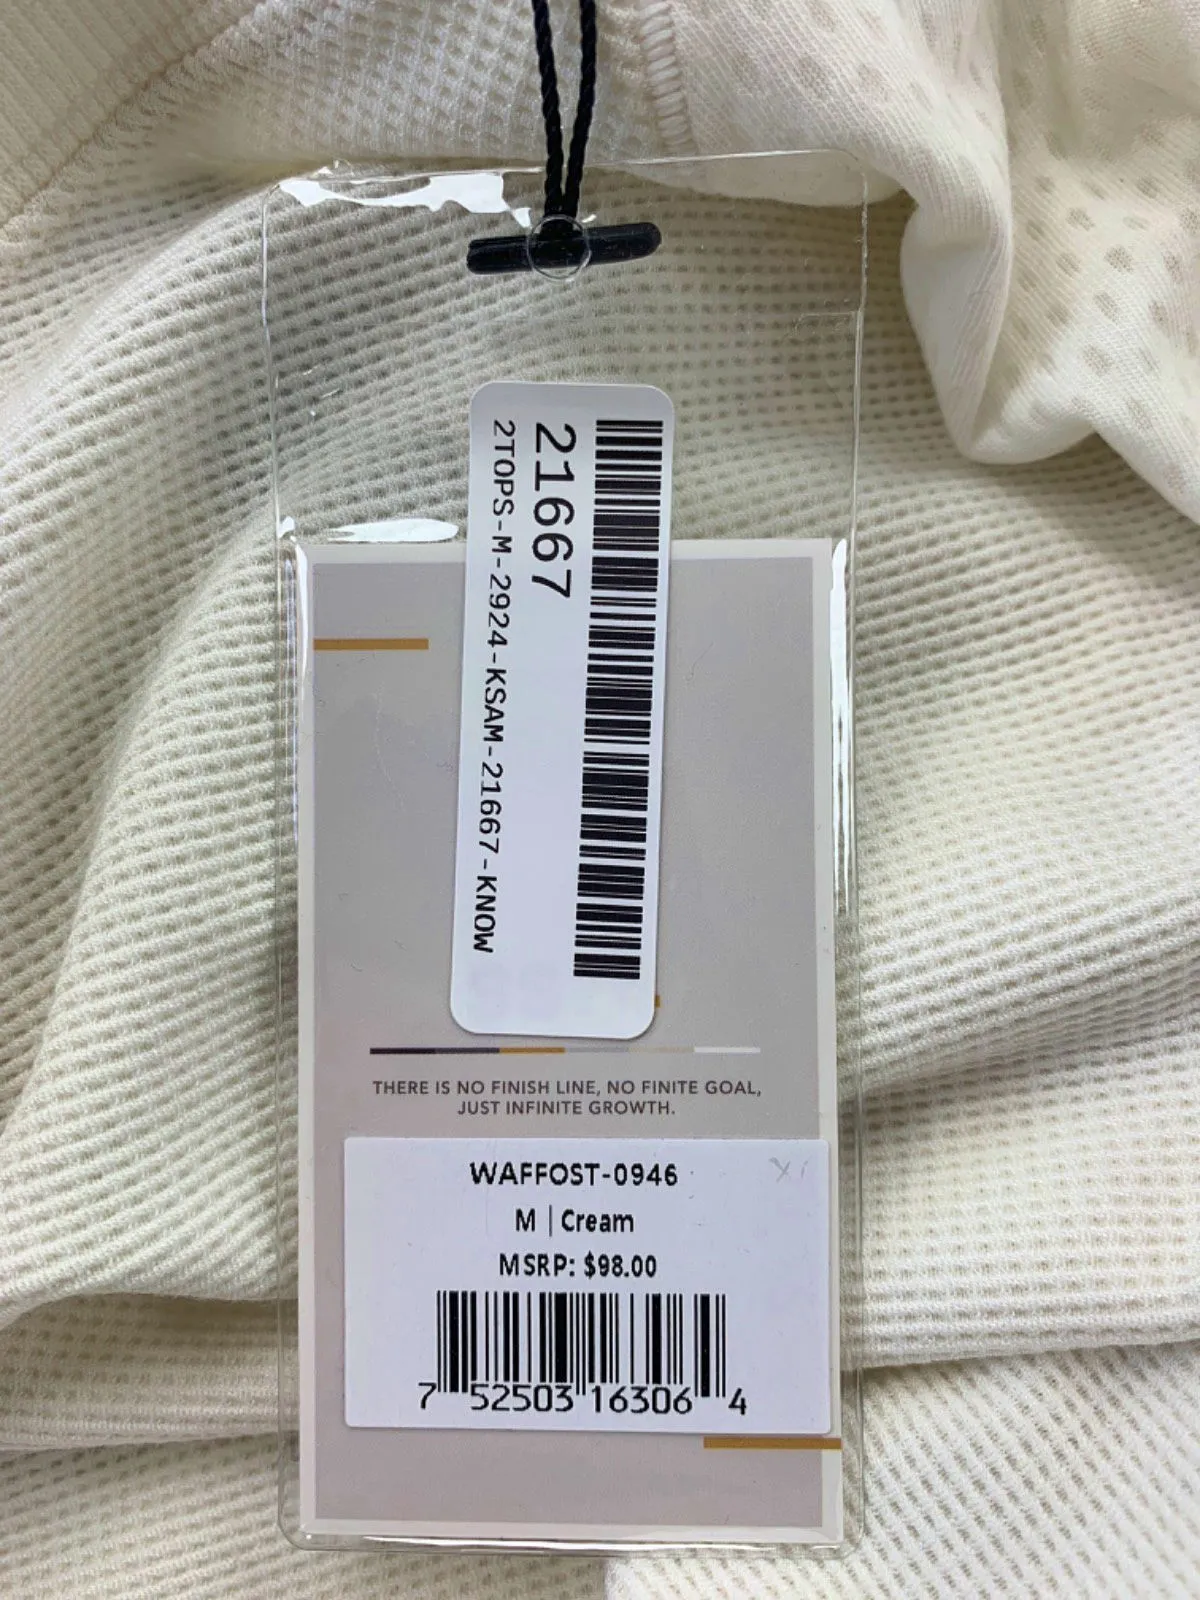 21667
2TOPS-M-2924-KSAM-21667-KNOW
THERE IS NO FINISH LINE, NO FINITE GOAL,
JUST INFINITE GROWTH.
WAFFOST-0946
M | Cream
MSRP: $98.00
7 52503 16306 4